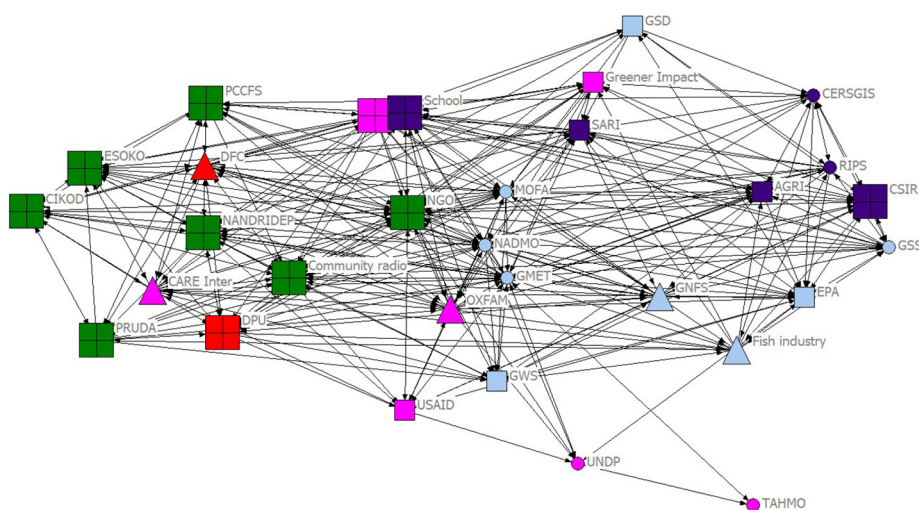 GSD
Greener Impact
PCCFS
School
CERSGIS
SARI
ESOKO
DFC
RIPS
CIKOD
MOFA
AGRI
CSIR
NGO
NANDRIDEP
NADMO
GSS
Community radio
GMET
CARE Inter
OXFAM
GNFS
EPA
PRUDA
DPU
Fish industry
GWS
USAID
UNDP
TAHMO